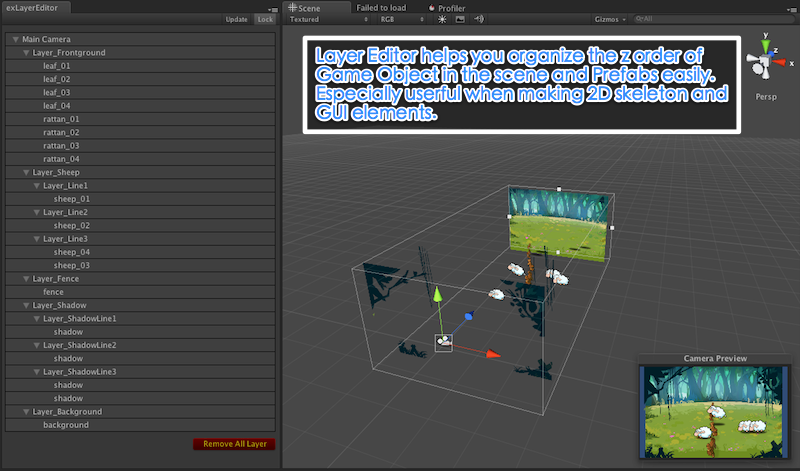 exLayerEditor
Update Lock
Main Camera
Layer_Frontground
leaf_01
leaf_02
leaf_03
leaf_04
rattan_01
rattan_02
rattan_03
rattan_04
Layer_Sheep
Layer_Line1
sheep_01
Layer_Line2
sheep_02
Layer_Line3
sheep_04
sheep_03
Layer_Fence
fence
Layer_Shadow
Layer_ShadowLine1
shadow
Layer_ShadowLine2
shadow
Layer_ShadowLine3
shadow
shadow
Layer_Background
background
Remove All Layer
Scene Failed to load Profiler
Textured RGB Gizmos All
Layer Editor helps you organize the z order of
Game Object in the scene and Prefabs easily.
Especially userful when making 2D skeleton and
GUI elements.
y
z
x
Persp
Camera Preview